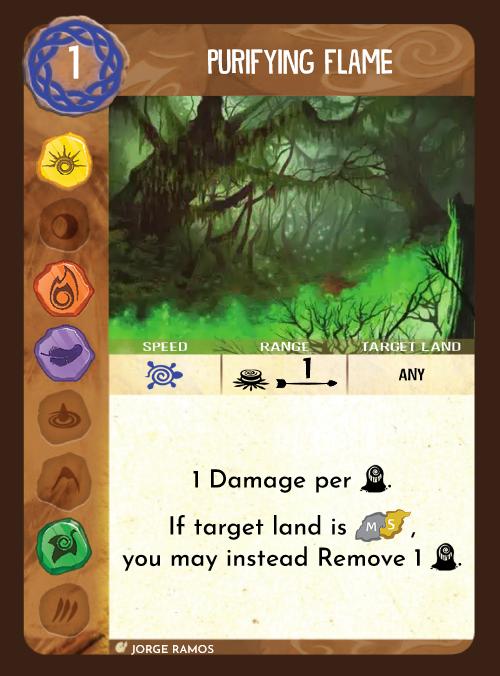 1
PURIFYING FLAME
SPEED RANGE TARGET LAND
1 ANY
1 Damage per .
If target land is M S ,
you may instead Remove 1 .
JORGE RAMOS